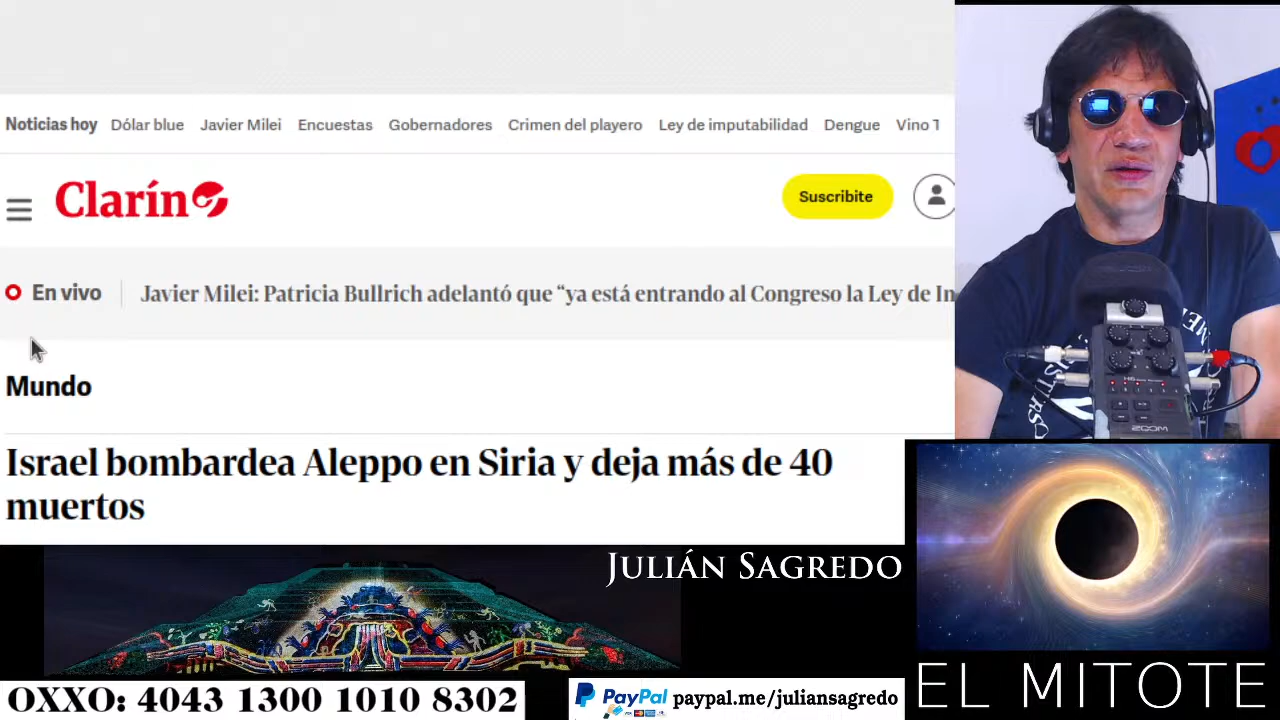 Noticias hoy Dólar blue Javier Milei Encuestas Gobernadores Crimen del playero Ley de imputabilidad Dengue Vino T
Clarín
Suscribite
En vivo Javier Milei: Patricia Bullrich adelantó que “ya está entrando al Congreso la Ley de In
Mundo
Israel bombardea Aleppo en Siria y deja más de 40
muertos
JULIÁN SAGREDO
OXXO: 4043 1300 1010 8302
PayPal paypal.me/juliansagredo
EL MITOTE